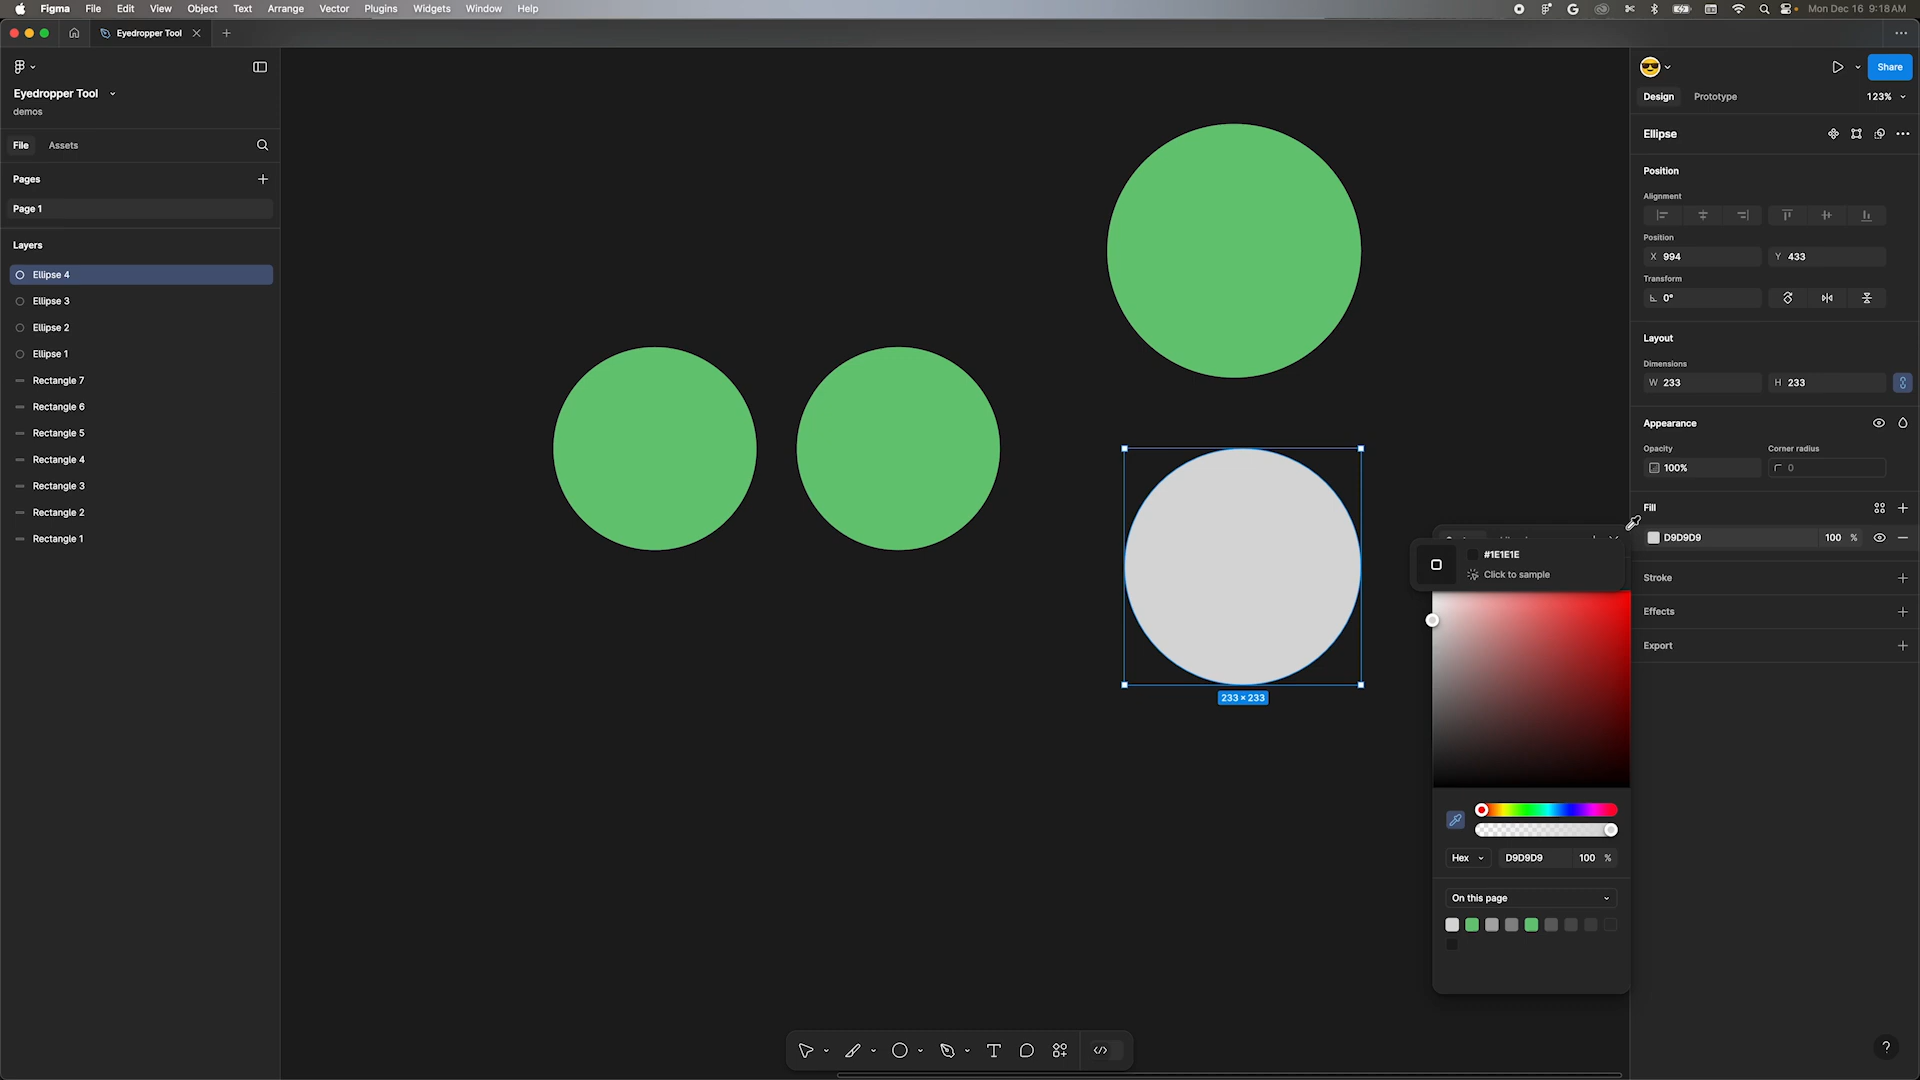 Figma File Edit View Object Text Arrange Vector Plugins Widgets Window Help
Mon Dec 16 9:18 AM
Eyedropper Tool
Eyedropper Tool
demos
File Assets
Pages
Page 1
Layers
Ellipse 4
Ellipse 3
Ellipse 2
Ellipse 1
Rectangle 7
Rectangle 6
Rectangle 5
Rectangle 4
Rectangle 3
Rectangle 2
Rectangle 1
233 × 233
#1E1E1E
Click to sample
Hex D9D9D9 100 %
On this page
Share
Design Prototype 123%
Ellipse
Position
Alignment
Position
X 994 Y 433
Transform
0°
Layout
Dimensions
W 233 H 233
Appearance
Opacity Corner radius
100% 0
Fill
D9D9D9 100 %
Stroke
Effects
Export
?